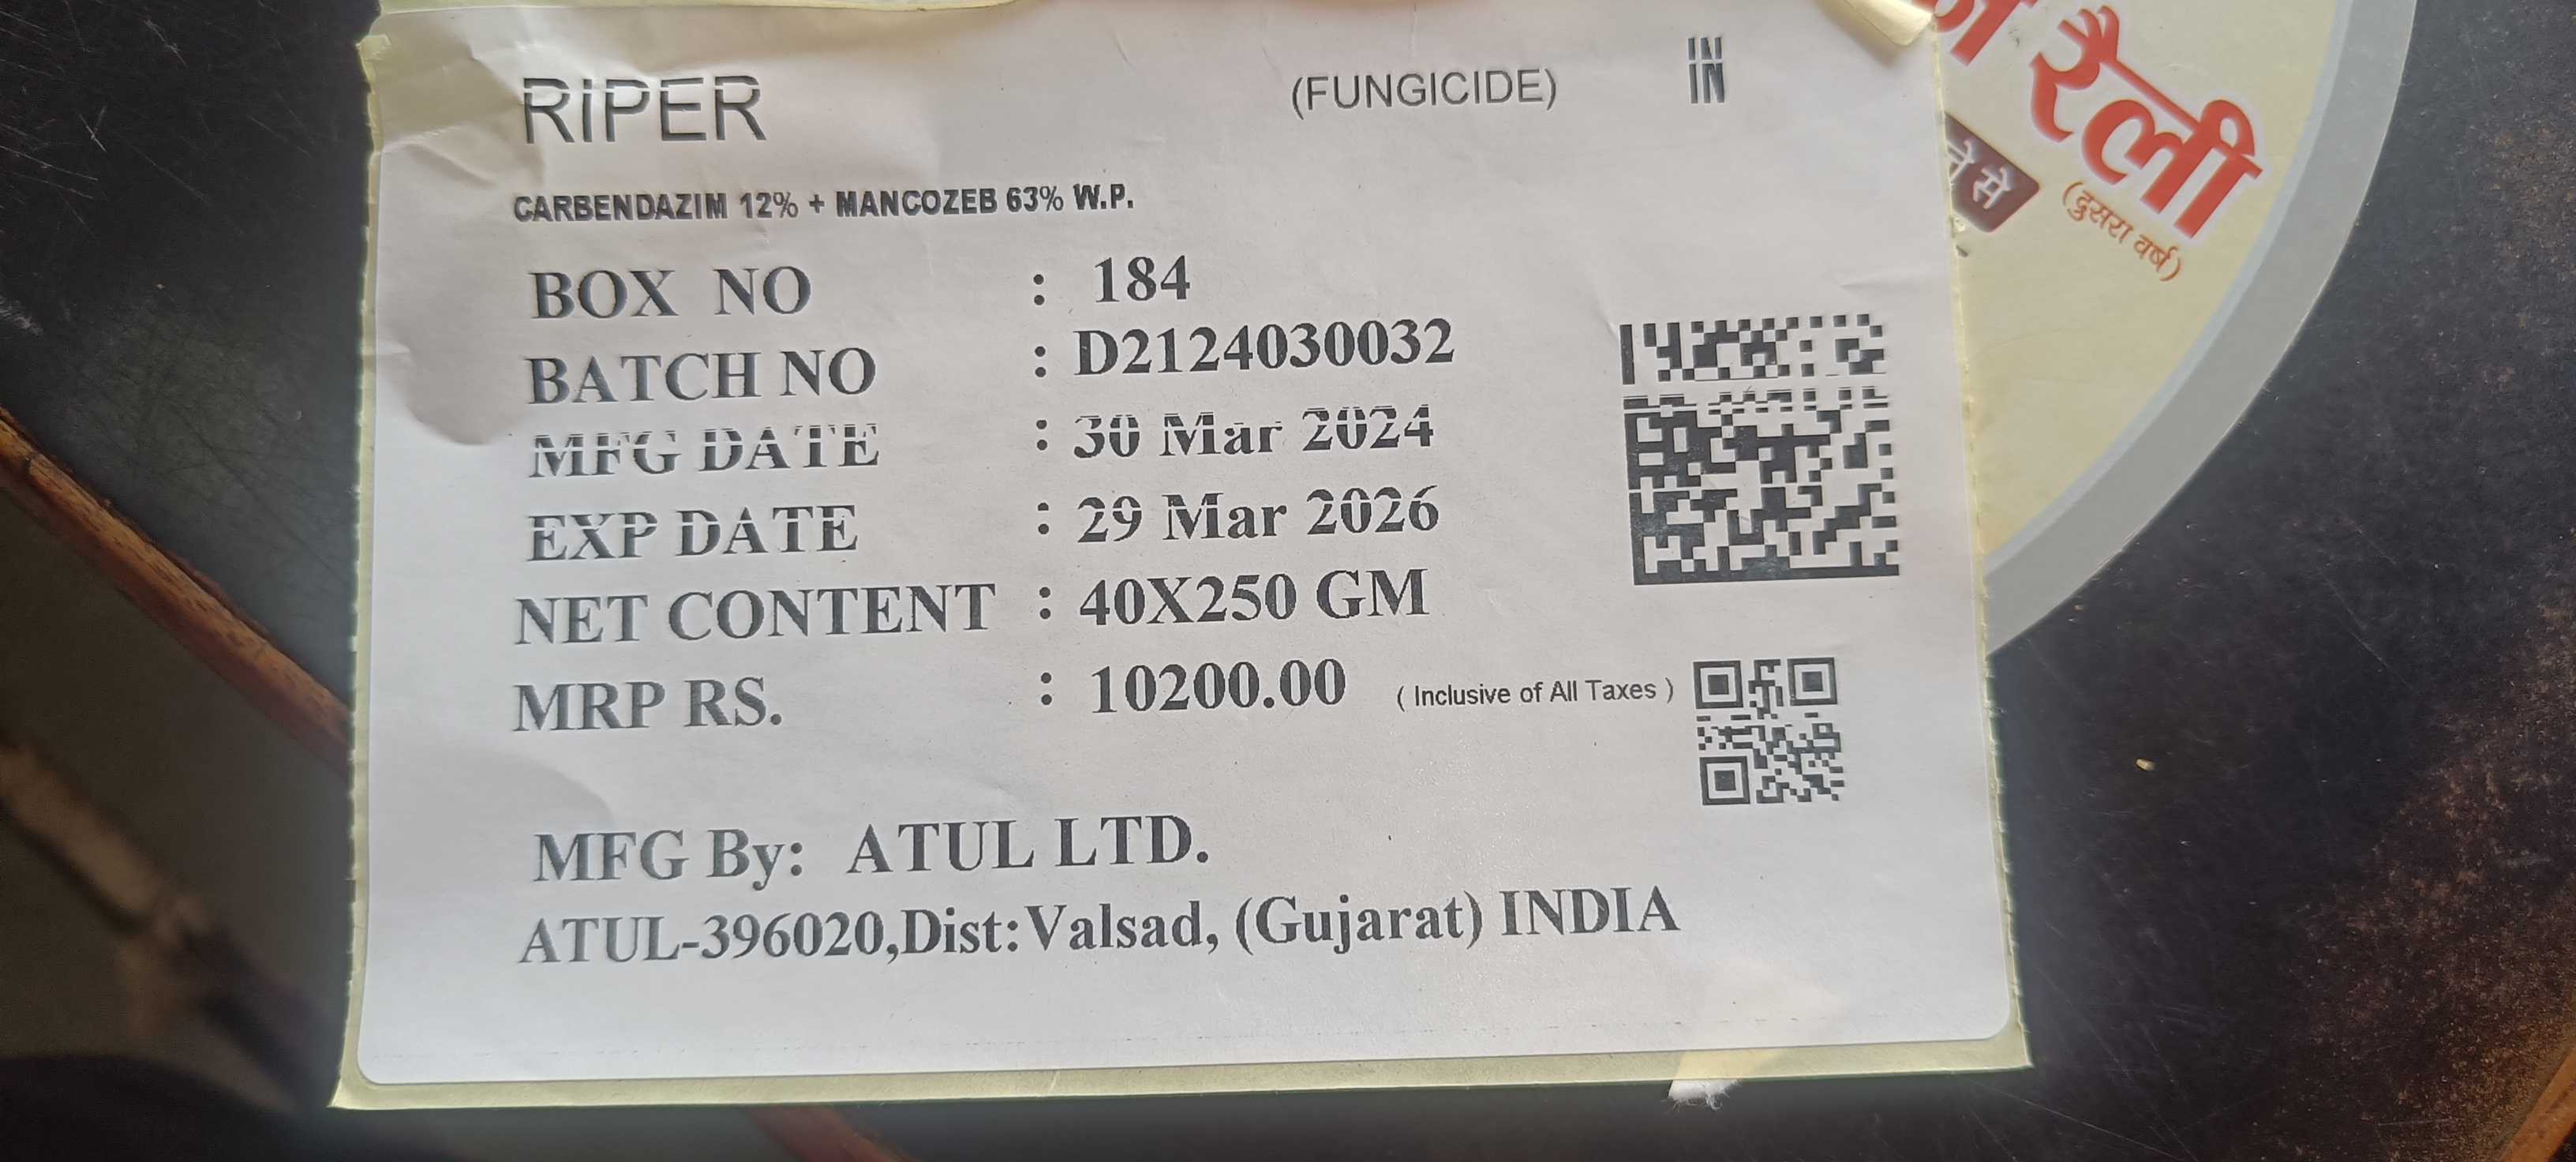 RIPER (FUNGICIDE) IN
CARBENDAZIM 12% + MANCOZEB 63% W.P.
BOX NO : 184
BATCH NO : D2124030032
MFG DATE : 30 Mar 2024
EXP DATE : 29 Mar 2026
NET CONTENT : 40X250 GM
MRP RS. : 10200.00 ( Inclusive of All Taxes )
MFG By: ATUL LTD.
ATUL-396020,Dist:Valsad, (Gujarat) INDIA
रैली
से
(दुसरा वर्ष)